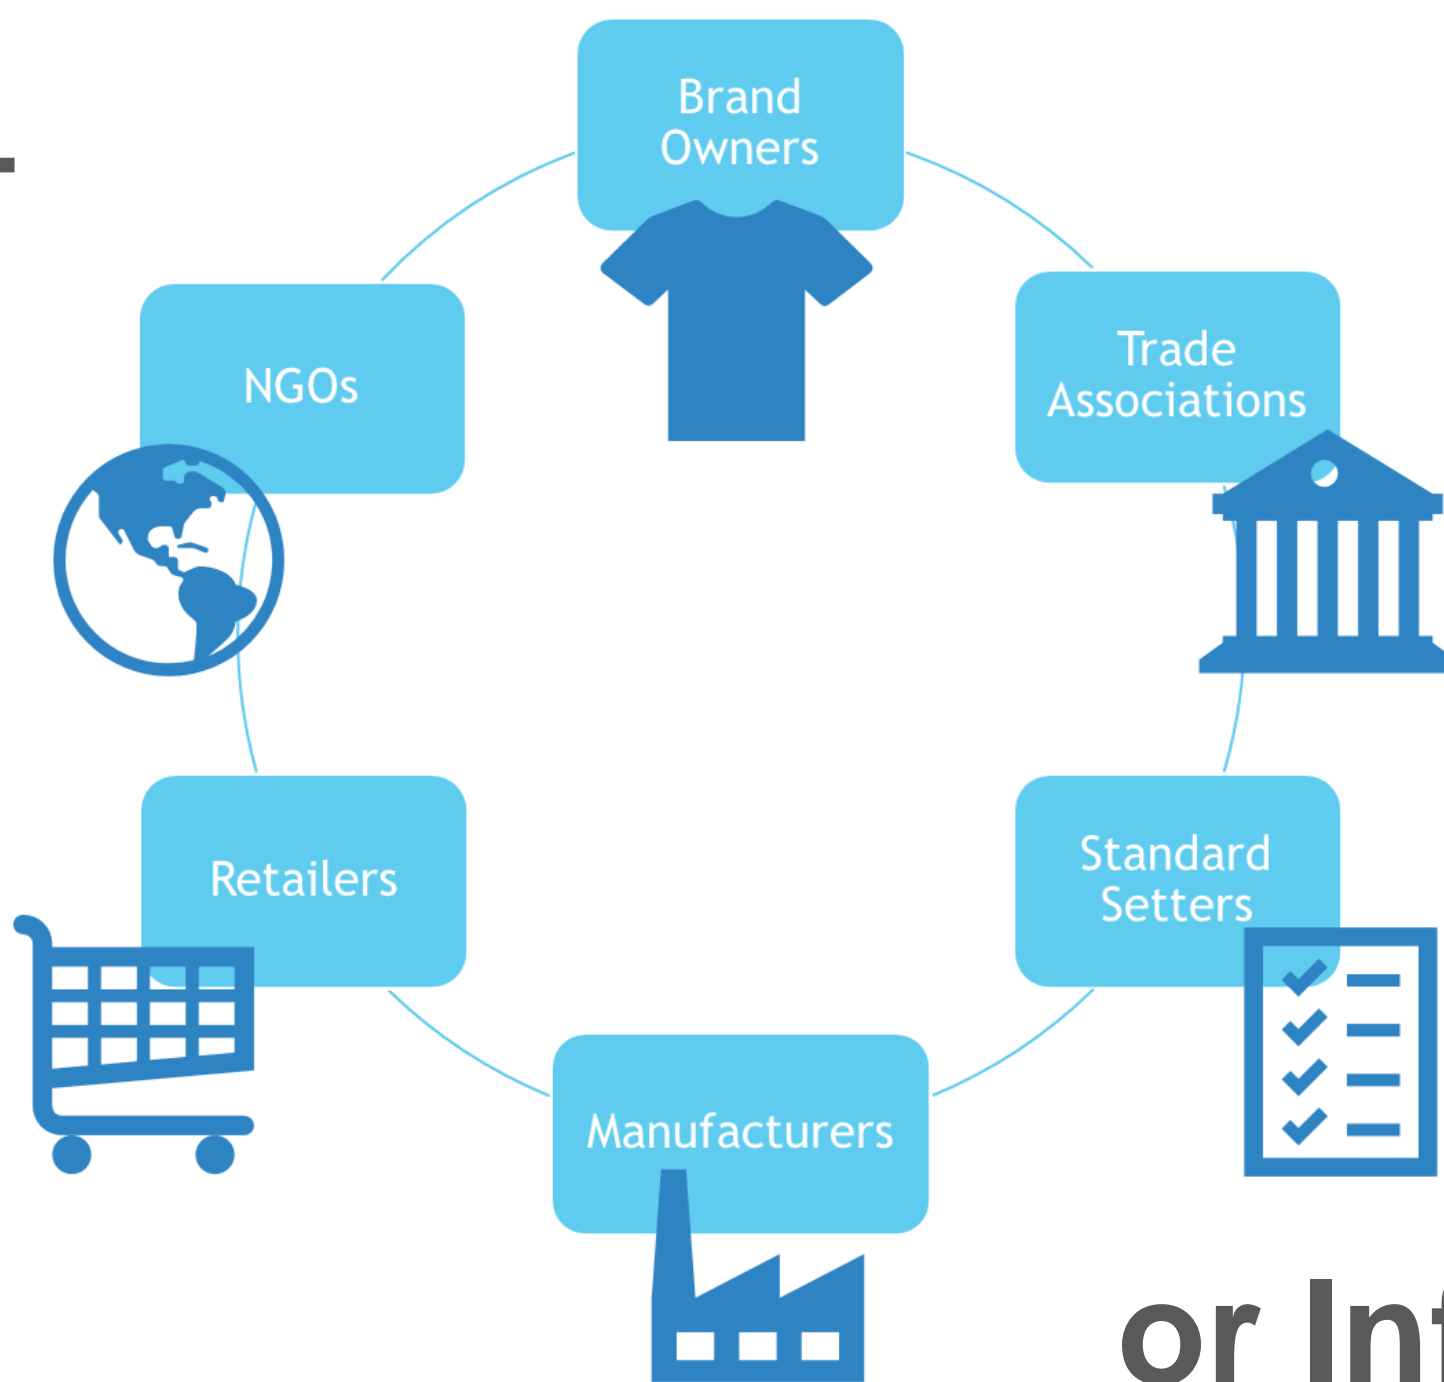 Brand
Owners
Trade
Associations
NGOs
Standard
Setters
Retailers
Manufacturers
or